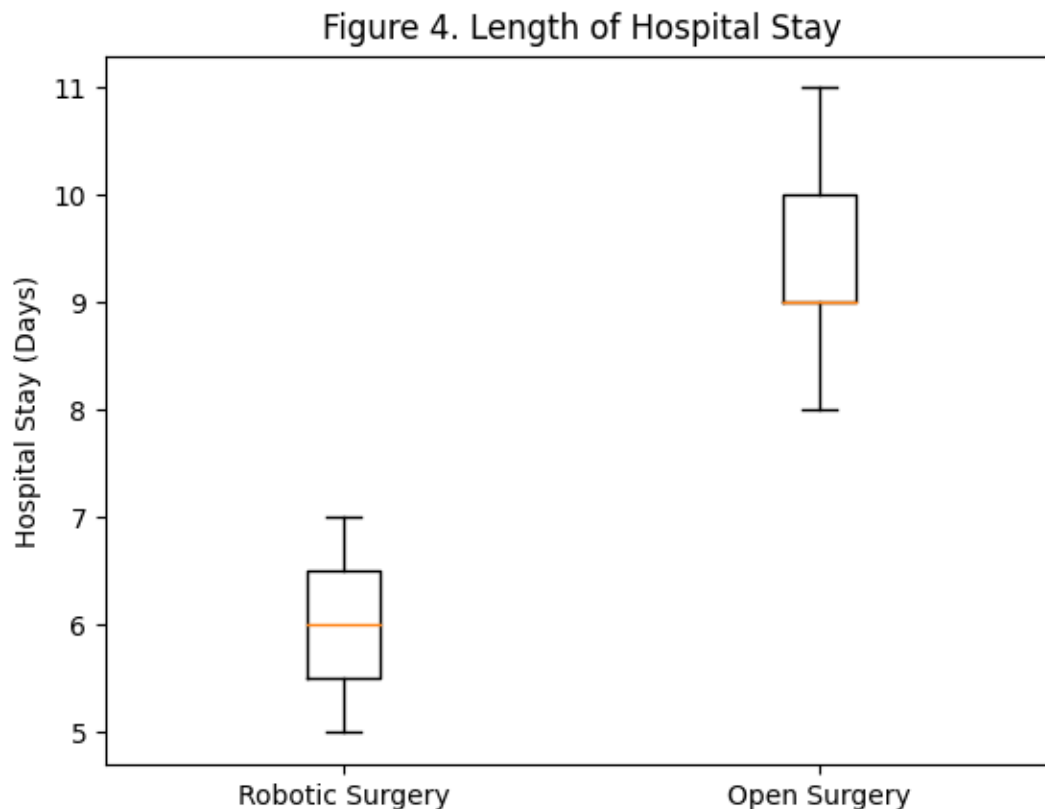 Figure 4. Length of Hospital Stay
Hospital Stay (Days)
11
10
9
8
7
6
5
Robotic Surgery
Open Surgery